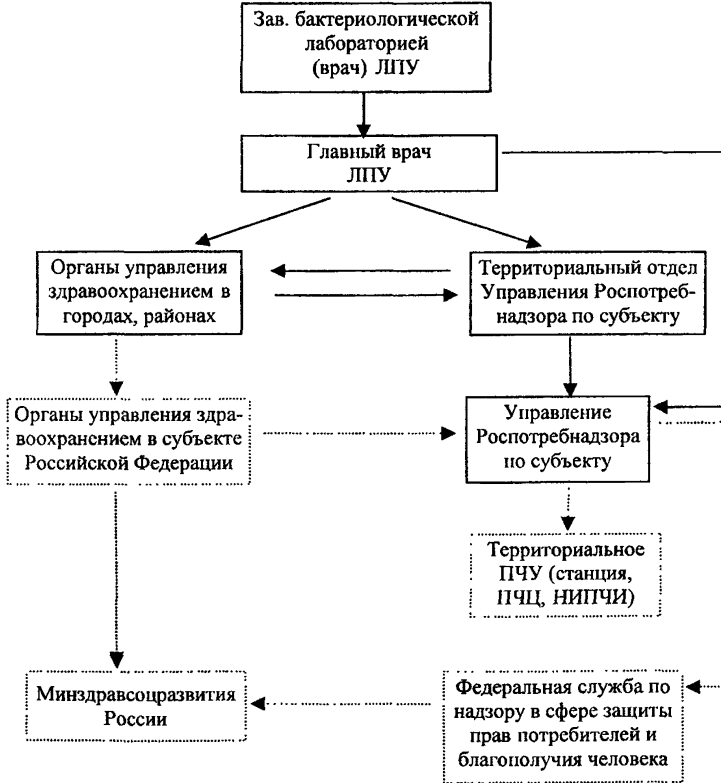 Зав. бактериологической
лабораторией
(врач) ЛПУ
Главный врач
ЛПУ
Органы управления
здравоохранением в
городах, районах
Территориальный отдел
Управления Роспотреб-
надзора по субъекту
Органы управления здра-
воохранением в субъекте
Российской Федерации
Управление
Роспотребнадзора
по субъекту
Территориальное
ПЧУ (станция,
ПЧЦ, НИПЧИ)
Минздравсоцразвития
России
Федеральная служба по
надзору в сфере защиты
прав потребителей и
благополучия человека